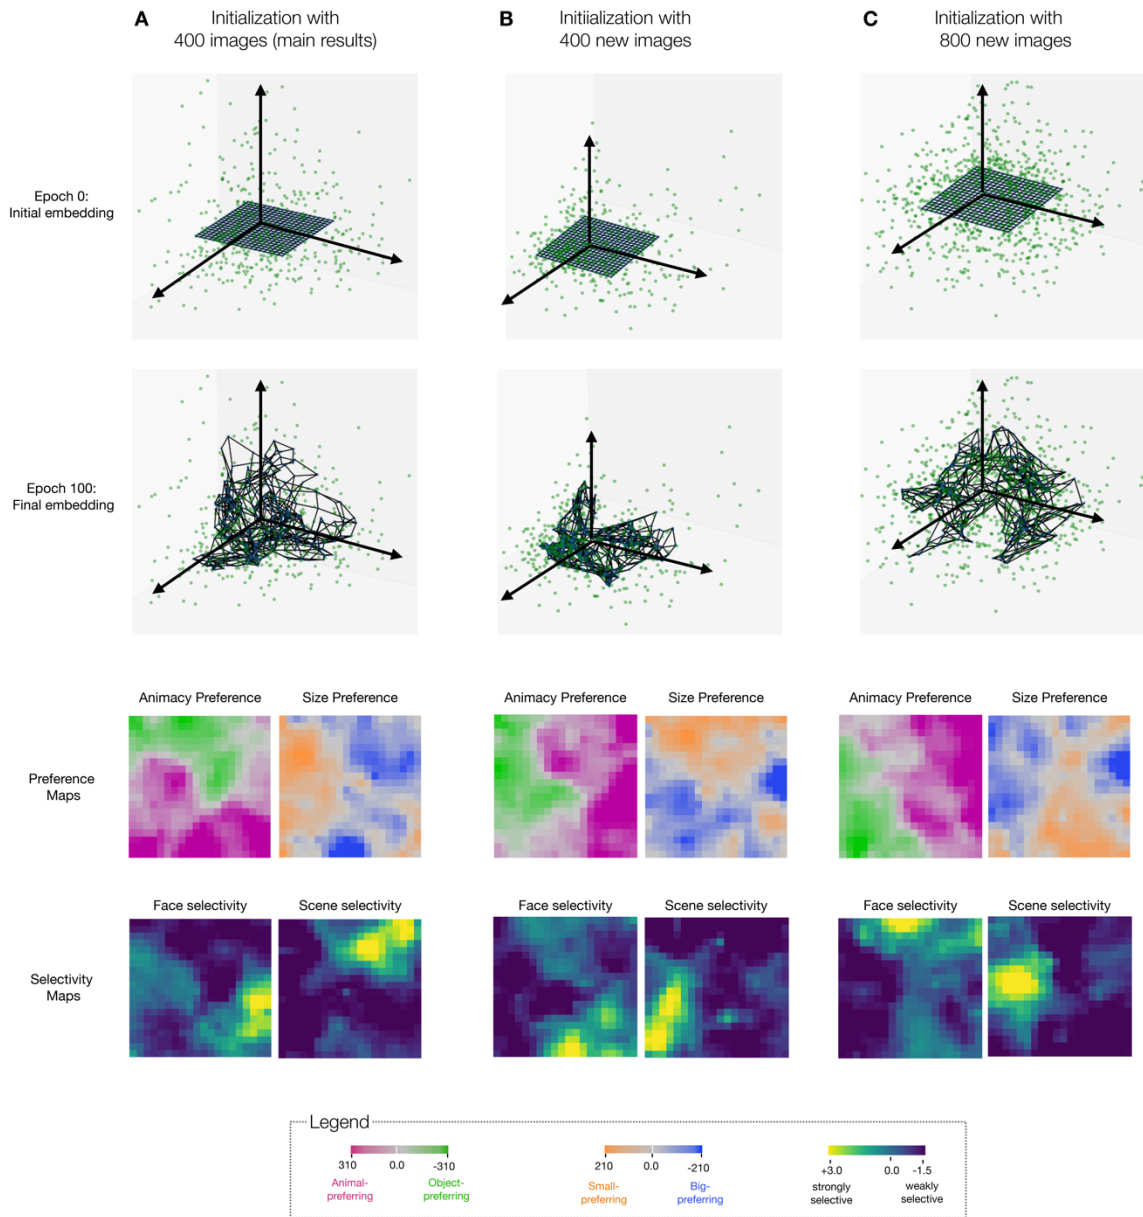 A
Initialization with
400 images (main results)
B
Initiialization with
400 new images
C
Initialization with
800 new images
Epoch 0:
Initial embedding
Epoch 100:
Final embedding
Animacy Preference
Size Preference
Animacy Preference
Size Preference
Animacy Preference
Size Preference
Preference
Maps
Face selectivity
Scene selectivity
Face selectivity
Scene selectivity
Face selectivity
Scene selectivity
Selectivity
Maps
Legend
310
0.0
-310
Animal-
preferring
Object-
preferring
210
0.0
-210
Small-
preferring
Big-
preferring
+3.0
0.0
-1.5
strongly
selective
weakly
selective